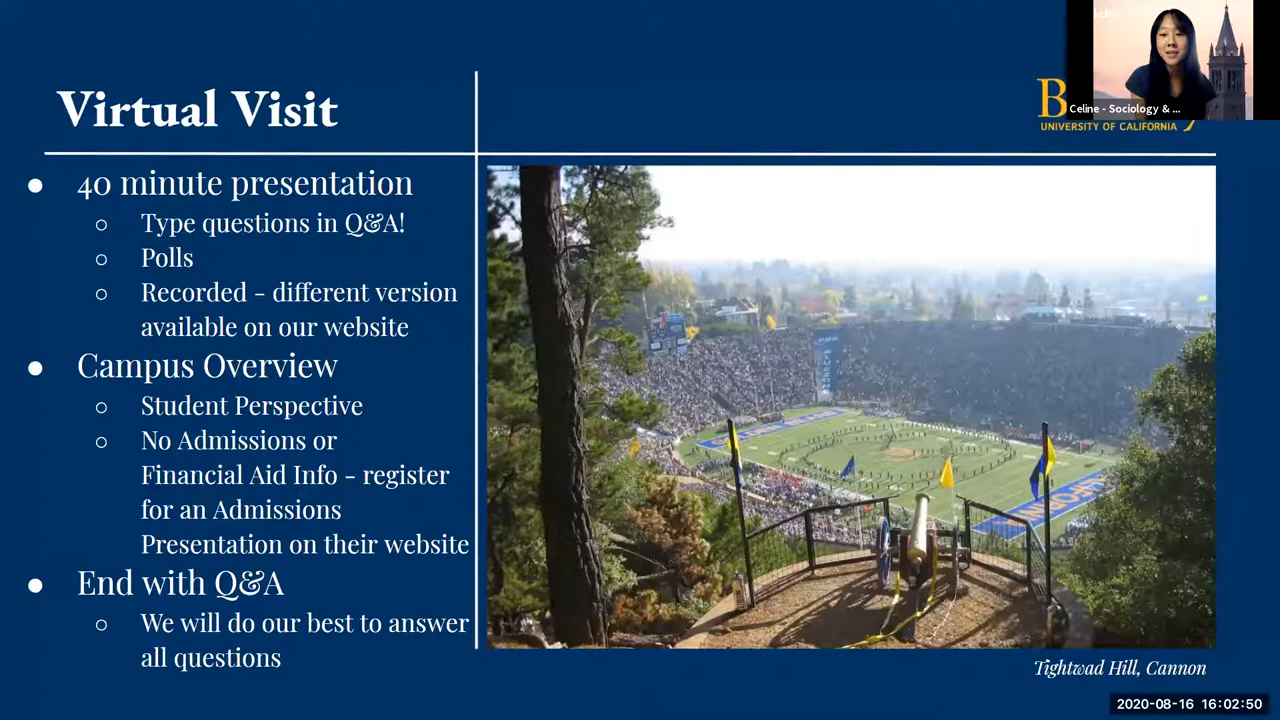 Virtual Visit
UNIVERSITY OF CALIFORNIA
Celine - Sociology & ...
● 40 minute presentation
○ Type questions in Q&A!
○ Polls
○ Recorded - different version
available on our website
● Campus Overview
○ Student Perspective
○ No Admissions or
Financial Aid Info - register
for an Admissions
Presentation on their website
● End with Q&A
○ We will do our best to answer
all questions
Tightwad Hill, Cannon
2020-08-16 16:02:50